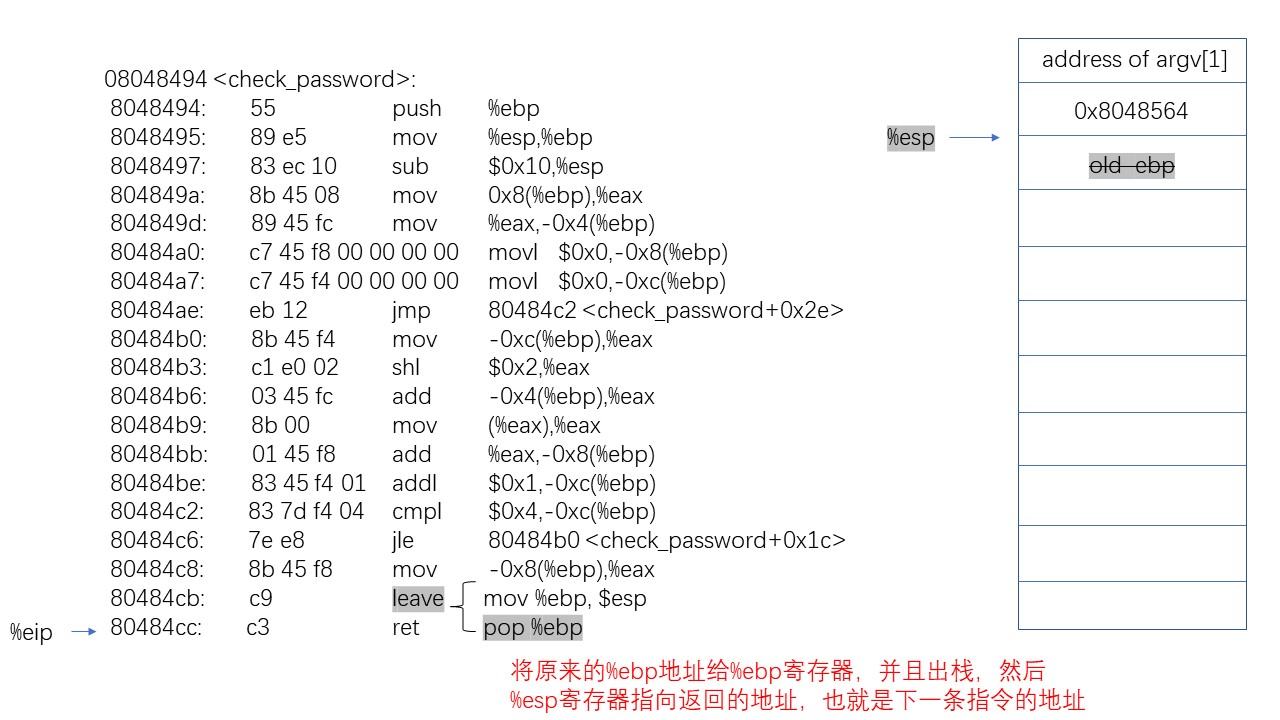 08048494 <check_password>:
8048494: 55 push %ebp
8048495: 89 e5 mov %esp,%ebp
8048497: 83 ec 10 sub $0x10,%esp
804849a: 8b 45 08 mov 0x8(%ebp),%eax
804849d: 89 45 fc mov %eax,-0x4(%ebp)
80484a0: c7 45 f8 00 00 00 00 movl $0x0,-0x8(%ebp)
80484a7: c7 45 f4 00 00 00 00 movl $0x0,-0xc(%ebp)
80484ae: eb 12 jmp 80484c2 <check_password+0x2e>
80484b0: 8b 45 f4 mov -0xc(%ebp),%eax
80484b3: c1 e0 02 shl $0x2,%eax
80484b6: 03 45 fc add -0x4(%ebp),%eax
80484b9: 8b 00 mov (%eax),%eax
80484bb: 01 45 f8 add %eax,-0x8(%ebp)
80484be: 83 45 f4 01 addl $0x1,-0xc(%ebp)
80484c2: 83 7d f4 04 cmpl $0x4,-0xc(%ebp)
80484c6: 7e e8 jle 80484b0 <check_password+0x1c>
80484c8: 8b 45 f8 mov -0x8(%ebp),%eax
80484cb: c9 leave mov %ebp, $esp
%eip 80484cc: c3 ret pop %ebp
将原来的%ebp地址给%ebp寄存器，并且出栈，然后
%esp寄存器指向返回的地址，也就是下一条指令的地址
address of argv[1]
0x8048564
%esp
old ebp